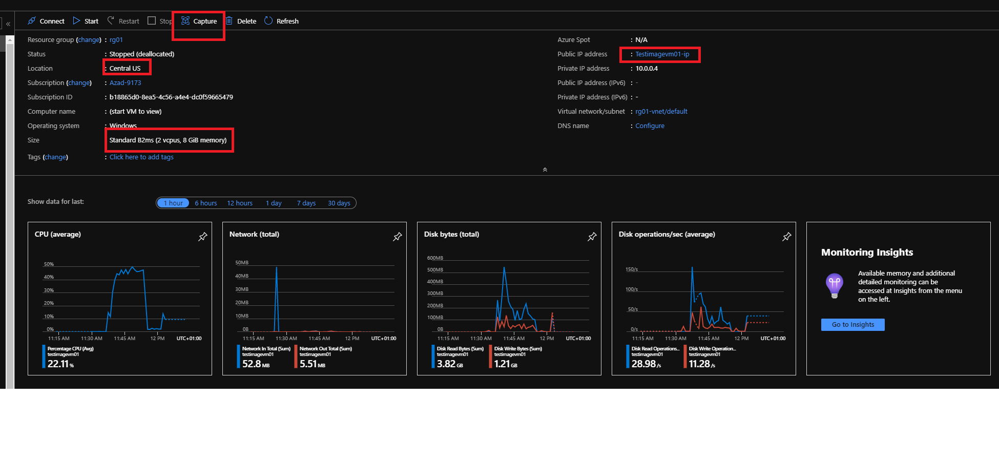 Connect Start Restart Stop Capture Delete Refresh
Resource group (change) : rg01
Status : Stopped (deallocated)
Location : Central US
Subscription (change) : Azad-9173
Subscription ID : b18865d0-8ea5-4c56-a4e4-dc0f59665479
Computer name : (start VM to view)
Operating system : Windows
Size Standard B2ms (2 vcpus, 8 GiB memory)
Tags (change) : Click here to add tags
Azure Spot : N/A
Public IP address : Testimagevm01-ip
Private IP address : 10.0.0.4
Public IP address (IPv6) : -
Private IP address (IPv6) : -
Virtual network/subnet : rg01-vnet/default
DNS name : Configure
Show data for last:
1 hour 6 hours 12 hours 1 day 7 days 30 days
CPU (average)
50%
40%
30%
20%
10%
0%
11:15 AM 11:30 AM 11:45 AM 12 PM UTC+01:00
Percentage CPU (Avg)
testimagevm01
22.11 %
Network (total)
50MB
40MB
30MB
20MB
10MB
0B
11:15 AM 11:30 AM 11:45 AM 12 PM UTC+01:00
Network In Total (Sum) Network Out Total (Sum)
testimagevm01 testimagevm01
52.8 MB 5.51 MB
Disk bytes (total)
600MB
500MB
400MB
300MB
200MB
100MB
0B
11:15 AM 11:30 AM 11:45 AM 12 PM UTC+01:00
Disk Read Bytes (Sum) Disk Write Bytes (Sum)
testimagevm01 testimagevm01
3.82 GB 1.21 GB
Disk operations/sec (average)
150/s
100/s
50/s
0/s
11:15 AM 11:30 AM 11:45 AM 12 PM UTC+01:00
Disk Read Operations... Disk Write Operation...
testimagevm01 testimagevm01
28.98 /s 11.28 /s
Monitoring Insights
Available memory and additional
detailed monitoring can be
accessed at Insights from the menu
on the left.
Go to Insights